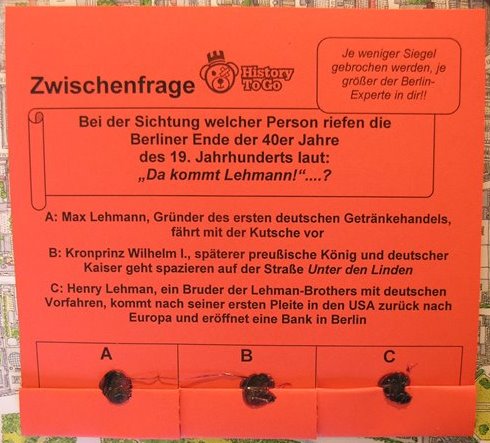 Zwischenfrage
History
To Go
Je weniger Siegel
gebrochen werden, je
größer der Berlin-
Experte in dir!!
Bei der Sichtung welcher Person riefen die
Berliner Ende der 40er Jahre
des 19. Jahrhunderts laut:
„Da kommt Lehmann!“....?
A: Max Lehmann, Gründer des ersten deutschen Getränkehandels,
fährt mit der Kutsche vor
B: Kronprinz Wilhelm I., späterer preußische König und deutscher
Kaiser geht spazieren auf der Straße Unter den Linden
C: Henry Lehman, ein Bruder der Lehman-Brothers mit deutschen
Vorfahren, kommt nach seiner ersten Pleite in den USA zurück nach
Europa und eröffnet eine Bank in Berlin
A B C